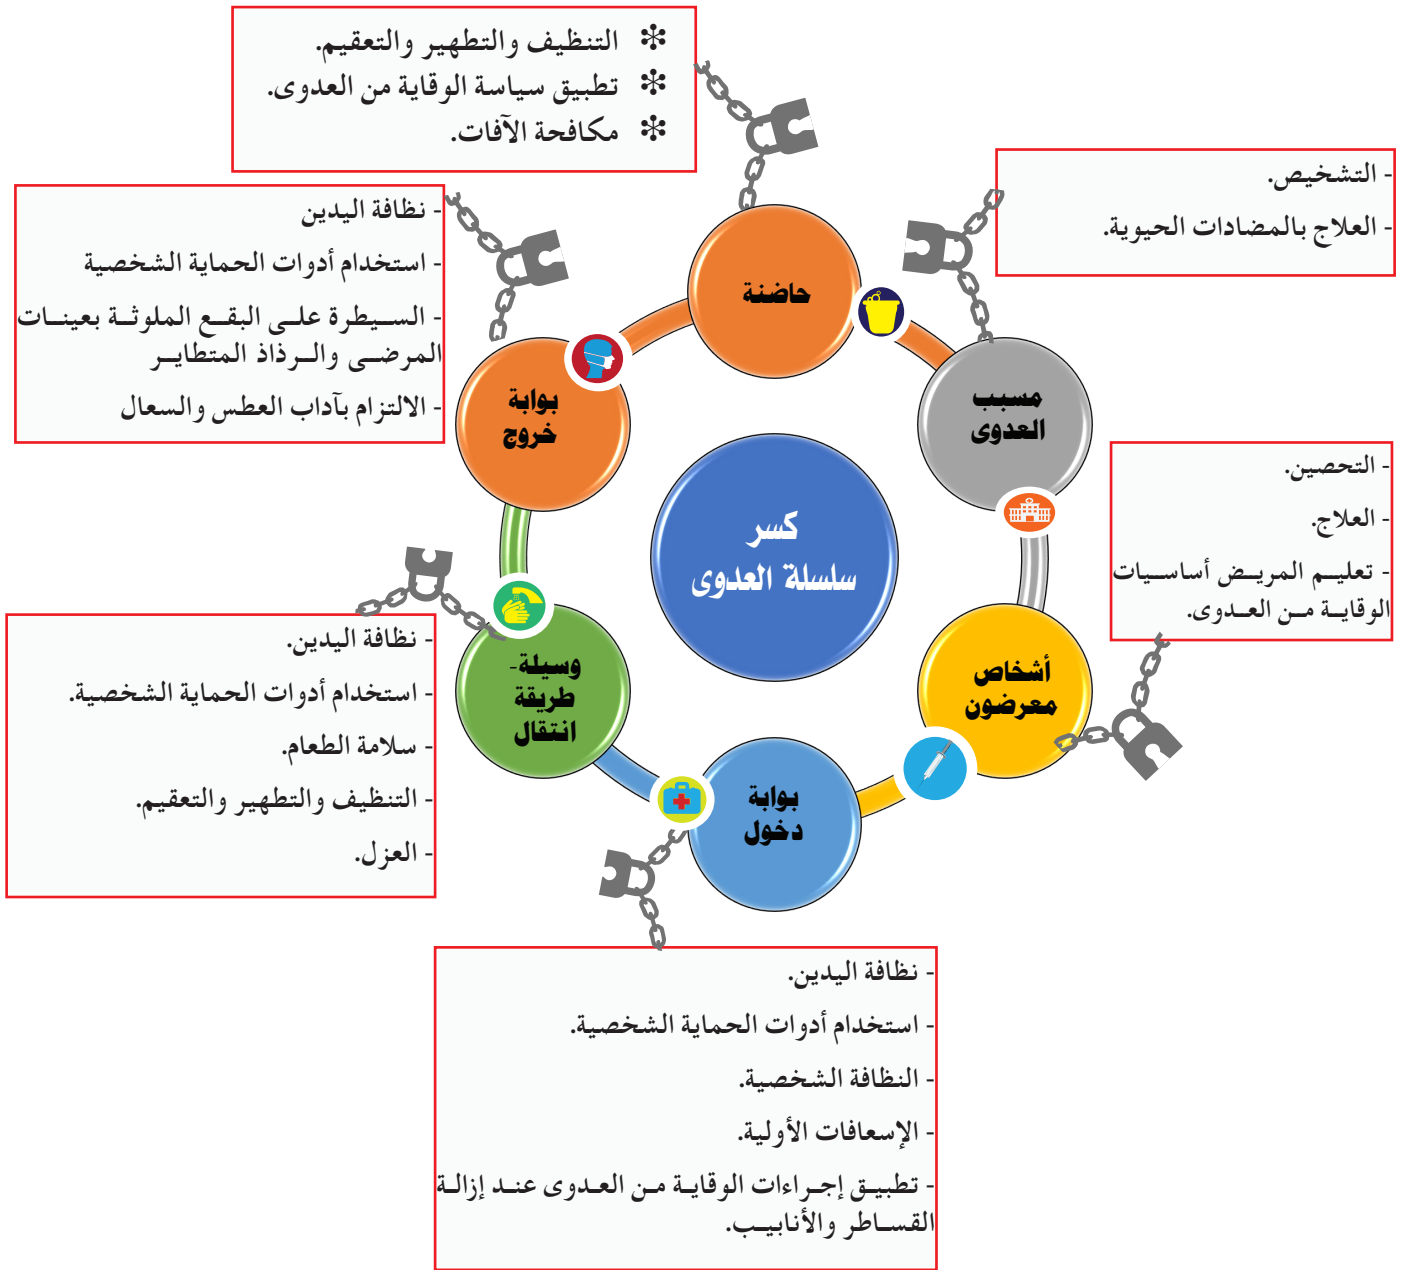 ❇ التنظيف والتطهير والتعقيم.
❇ تطبيق سياسة الوقاية من العدوى.
❇ مكافحة الآفات.
- التشخيص.
- العلاج بالمضادات الحيوية.
- نظافة اليدين
- استخدام أدوات الحماية الشخصية
- السيطرة على البقع الملوثة بعينات
المرضى والرذاذ المتطاير
- الالتزام بآداب العطس والسعال
حاضنة
مسبب
العدوى
بوابة
خروج
- التحصين.
- العلاج.
- تعليم المريض أساسيات
الوقاية من العدوى.
كسر
سلسلة العدوى
- نظافة اليدين.
- استخدام أدوات الحماية الشخصية.
- سلامة الطعام.
- التنظيف والتطهير والتعقيم.
- العزل.
وسيلة-
طريقة
انتقال
أشخاص
معرضون
بوابة
دخول
- نظافة اليدين.
- استخدام أدوات الحماية الشخصية.
- النظافة الشخصية.
- الإسعافات الأولية.
- تطبيق إجراءات الوقاية من العدوى عند إزالة
القساطر والأنابيب.